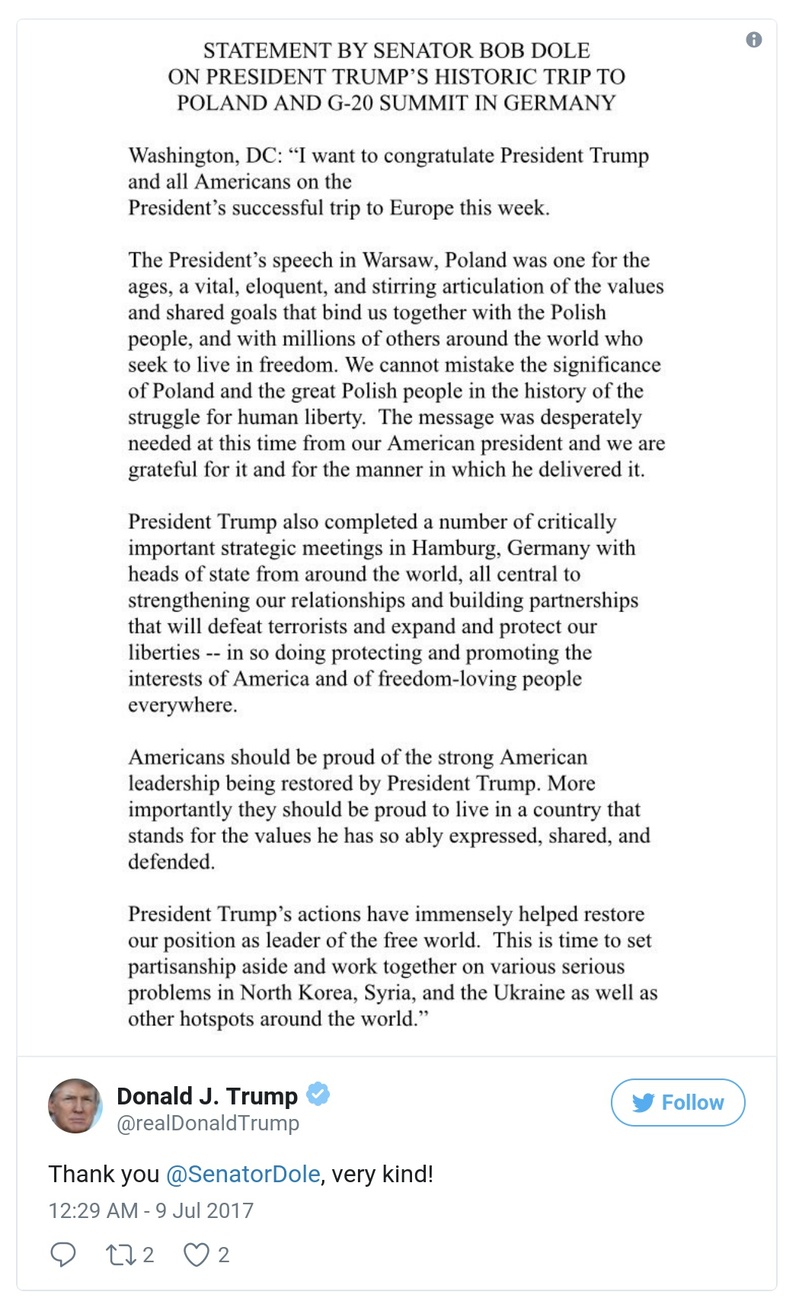 STATEMENT BY SENATOR BOB DOLE
ON PRESIDENT TRUMP’S HISTORIC TRIP TO
POLAND AND G-20 SUMMIT IN GERMANY
Washington, DC: “I want to congratulate President Trump
and all Americans on the
President’s successful trip to Europe this week.
The President’s speech in Warsaw, Poland was one for the
ages, a vital, eloquent, and stirring articulation of the values
and shared goals that bind us together with the Polish
people, and with millions of others around the world who
seek to live in freedom. We cannot mistake the significance
of Poland and the great Polish people in the history of the
struggle for human liberty.  The message was desperately
needed at this time from our American president and we are
grateful for it and for the manner in which he delivered it.
President Trump also completed a number of critically
important strategic meetings in Hamburg, Germany with
heads of state from around the world, all central to
strengthening our relationships and building partnerships
that will defeat terrorists and expand and protect our
liberties -- in so doing protecting and promoting the
interests of America and of freedom-loving people
everywhere.
Americans should be proud of the strong American
leadership being restored by President Trump. More
importantly they should be proud to live in a country that
stands for the values he has so ably expressed, shared, and
defended.
President Trump’s actions have immensely helped restore
our position as leader of the free world.  This is time to set
partisanship aside and work together on various serious
problems in North Korea, Syria, and the Ukraine as well as
other hotspots around the world.”
Donald J. Trump
@realDonaldTrump
Follow
Thank you @SenatorDole, very kind!
12:29 AM - 9 Jul 2017
2 2